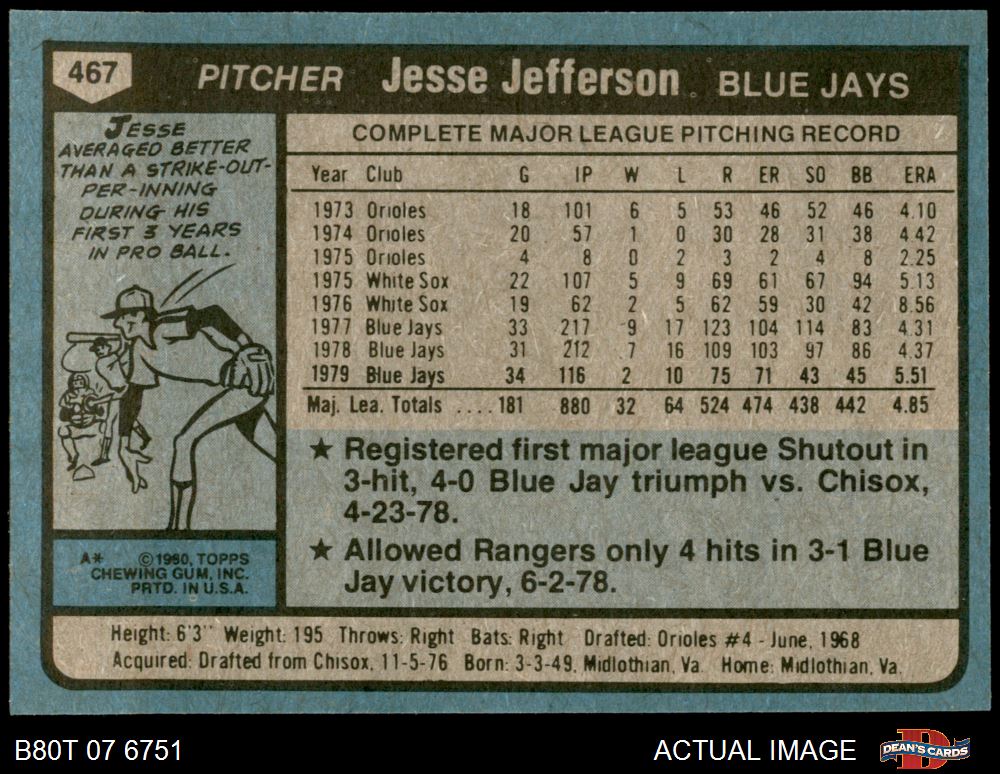 467 PITCHER Jesse Jefferson BLUE JAYS
JESSE
AVERAGED BETTER
THAN A STRIKE-OUT-
PER-INNING
DURING HIS
FIRST 3 YEARS
IN PRO BALL.
A* ©1980, TOPPS
CHEWING GUM, INC.
PRTD. IN U.S.A.
COMPLETE MAJOR LEAGUE PITCHING RECORD
Year Club G IP W L R ER SO BB ERA
1973 Orioles 18 101 6 5 53 46 52 46 4.10
1974 Orioles 20 57 1 0 30 28 31 38 4.42
1975 Orioles 4 8 0 2 3 2 4 8 2.25
1975 White Sox 22 107 5 9 69 61 67 94 5.13
1976 White Sox 19 62 2 5 62 59 30 42 8.56
1977 Blue Jays 33 217 9 17 123 104 114 83 4.31
1978 Blue Jays 31 212 7 16 109 103 97 86 4.37
1979 Blue Jays 34 116 2 10 75 71 43 45 5.51
Maj. Lea. Totals ....181 880 32 64 524 474 438 442 4.85
★ Registered first major league Shutout in
3-hit, 4-0 Blue Jay triumph vs. Chisox,
4-23-78.
★ Allowed Rangers only 4 hits in 3-1 Blue
Jay victory, 6-2-78.
Height: 6'3" Weight: 195 Throws: Right Bats: Right Drafted: Orioles #4 - June, 1968
Acquired: Drafted from Chisox, 11-5-76 Born: 3-3-49, Midlothian, Va. Home: Midlothian, Va.
B80T 07 6751 ACTUAL IMAGE DEAN'S CARDS